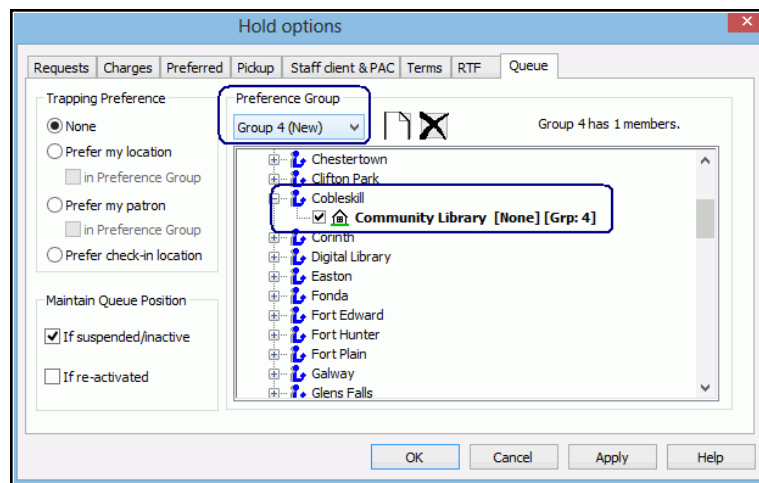 Hold options
Requests Charges Preferred Pickup Staff client & PAC Terms RTF Queue
Trapping Preference
None
Prefer my location
in Preference Group
Prefer my patron
in Preference Group
Prefer check-in location
Maintain Queue Position
If suspended/inactive
If re-activated
Preference Group
Group 4 (New)
Group 4 has 1 members.
Chestertown
Clifton Park
Cobleskill
Community Library [None] [Grp: 4]
Corinth
Digital Library
Easton
Fonda
Fort Edward
Fort Hunter
Fort Plain
Galway
Glens Falls
OK Cancel Apply Help